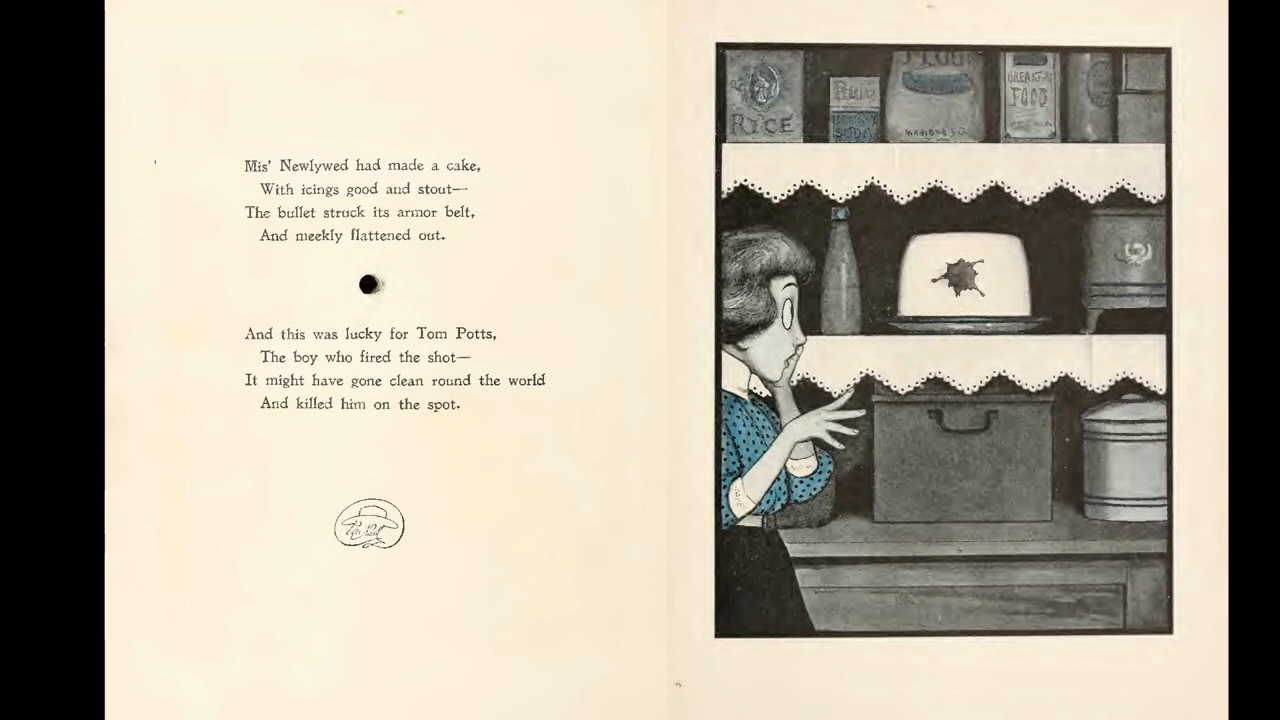 Mis' Newlywed had made a cake,
With icings good and stout—
The bullet struck its armor belt,
And meekly flattened out.
And this was lucky for Tom Potts,
The boy who fired the shot—
It might have gone clean round the world
And killed him on the spot.
RICE
SODA
BREAKFAST
FOOD